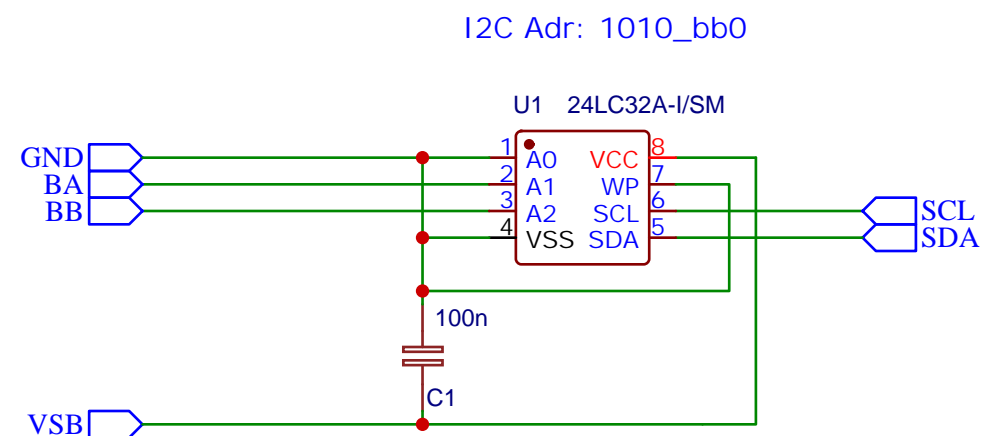 I2C Adr: 1010_bb0
U1 24LC32A-I/SM
GND 1 A0 VCC 8
BA 2 A1 WP 7
BB 3 A2 SCL 6 SCL
4 VSS SDA 5 SDA
100n
C1
VSB